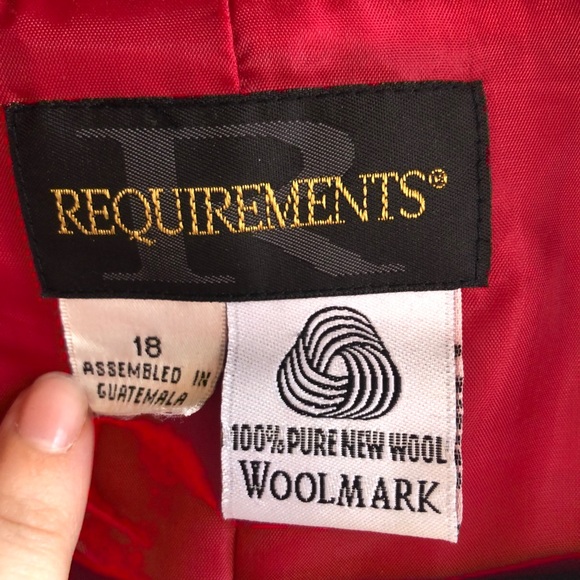 REQUIREMENTS®
18
ASSEMBLED IN
GUATEMALA
100% PURE NEW WOOL
WOOLMARK